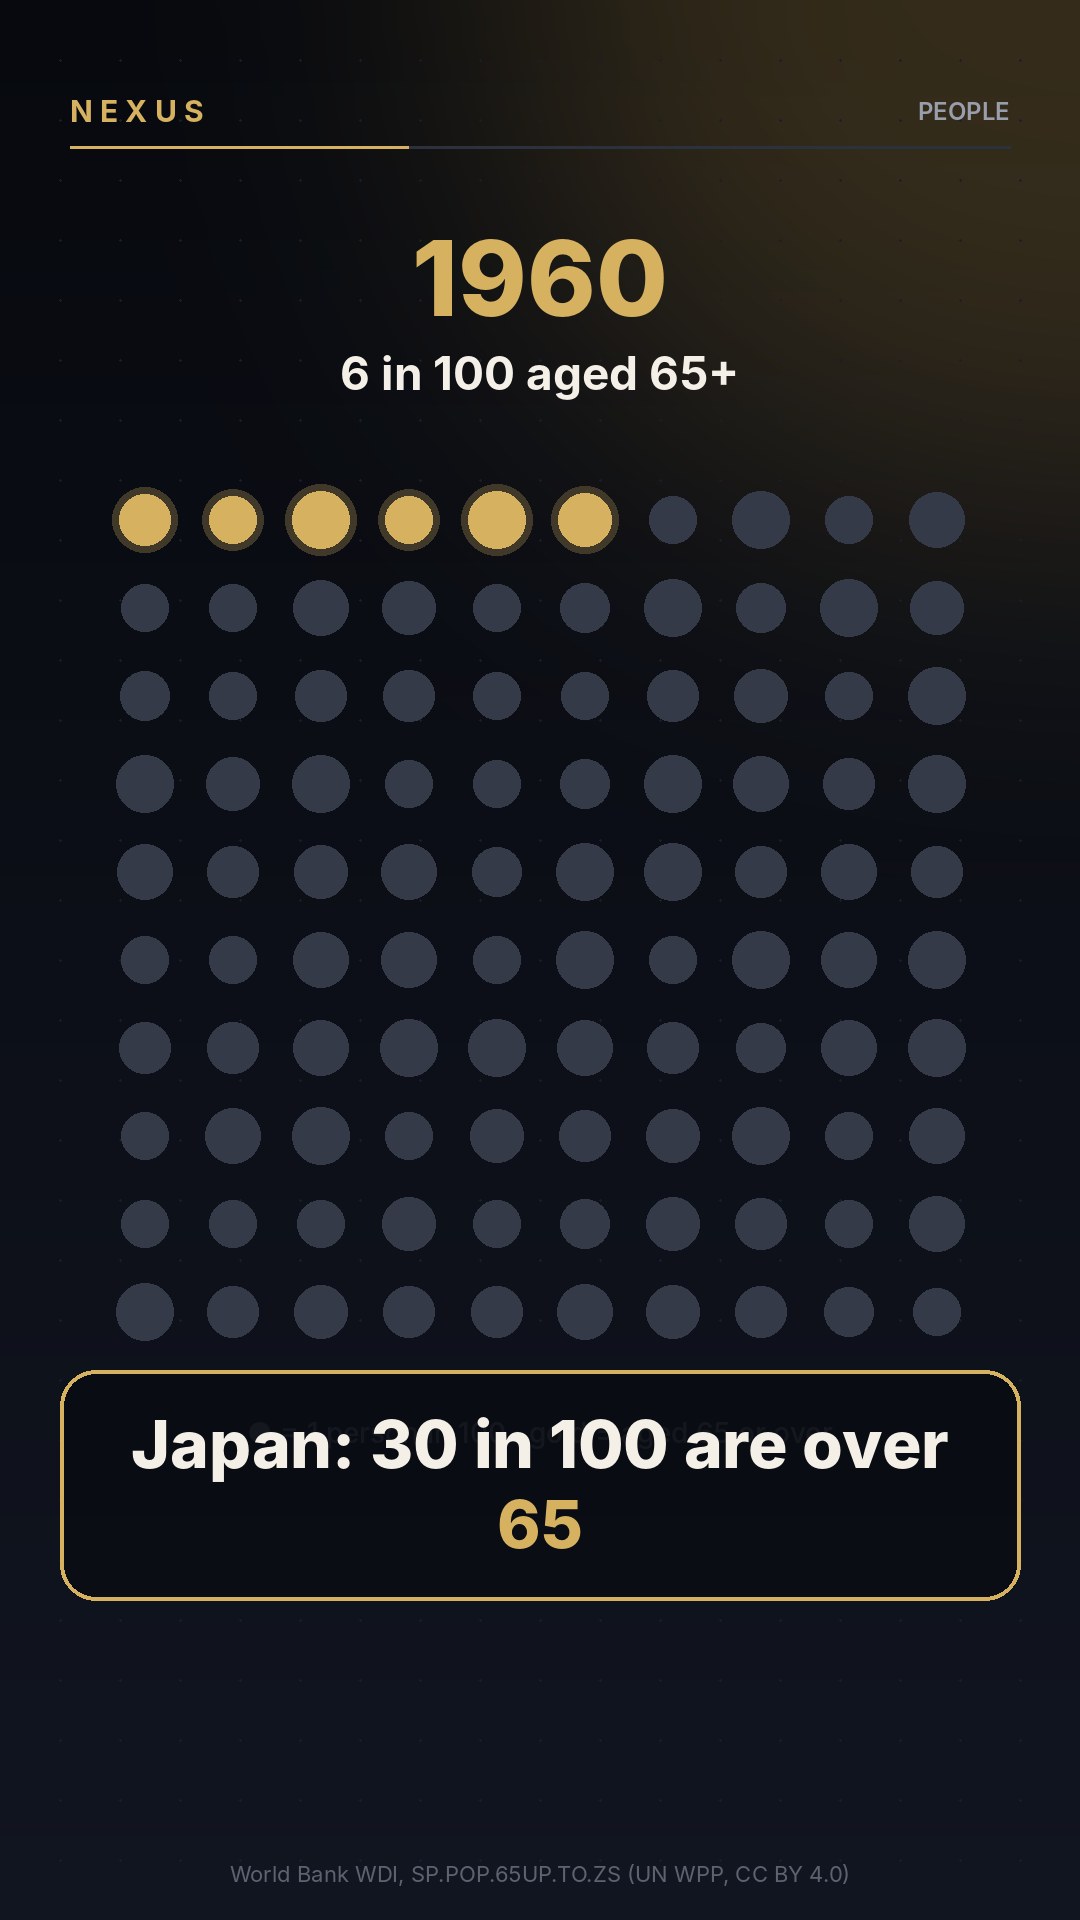 NEXUS
PEOPLE
1960
6 in 100 aged 65+
Japan: 30 in 100 are over
65
World Bank WDI, SP.POP.65UP.TO.ZS (UN WPP, CC BY 4.0)